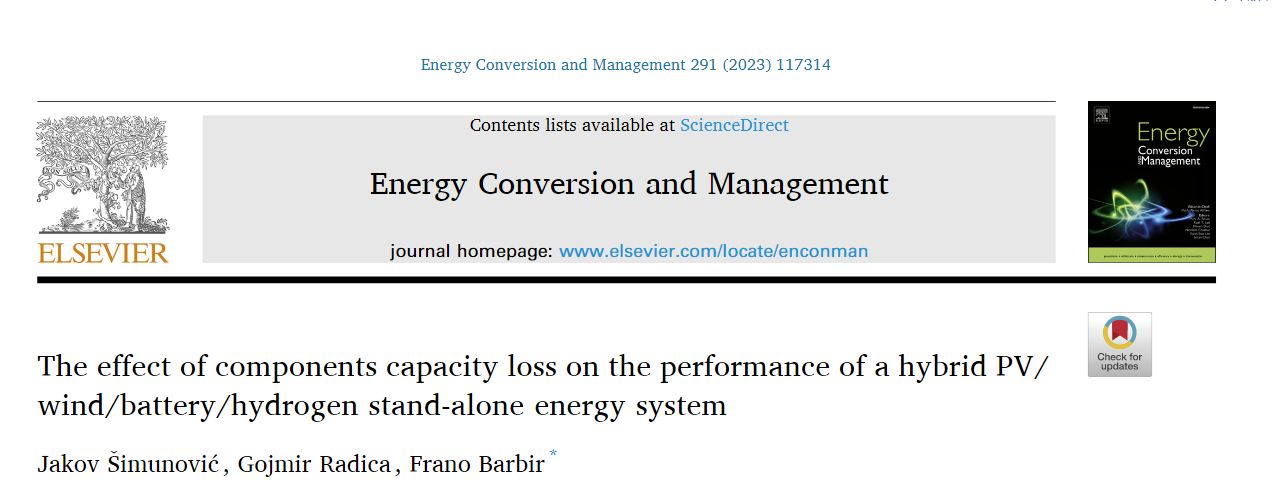 Energy Conversion and Management 291 (2023) 117314
Contents lists available at ScienceDirect
Energy Conversion and Management
journal homepage: www.elsevier.com/locate/enconman
NON SOLUS
ELSEVIER
Energy
Conversion
and Management
Check for
updates
The effect of components capacity loss on the performance of a hybrid PV/
wind/battery/hydrogen stand-alone energy system
Jakov Šimunović, Gojmir Radica, Frano Barbir *